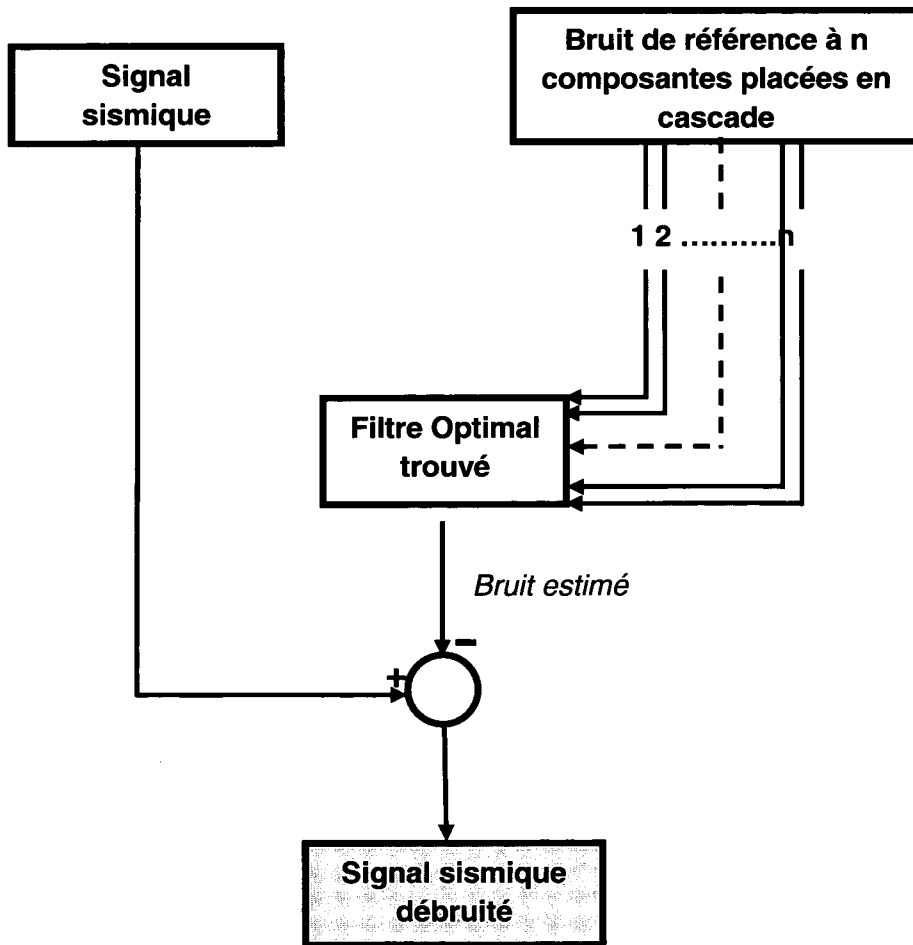 Signal
sismique
Bruit de référence à n
composantes placées en
cascade
1 2 ..........n
Filtre Optimal
trouvé
Bruit estimé
-
+
Signal sismique
débruité